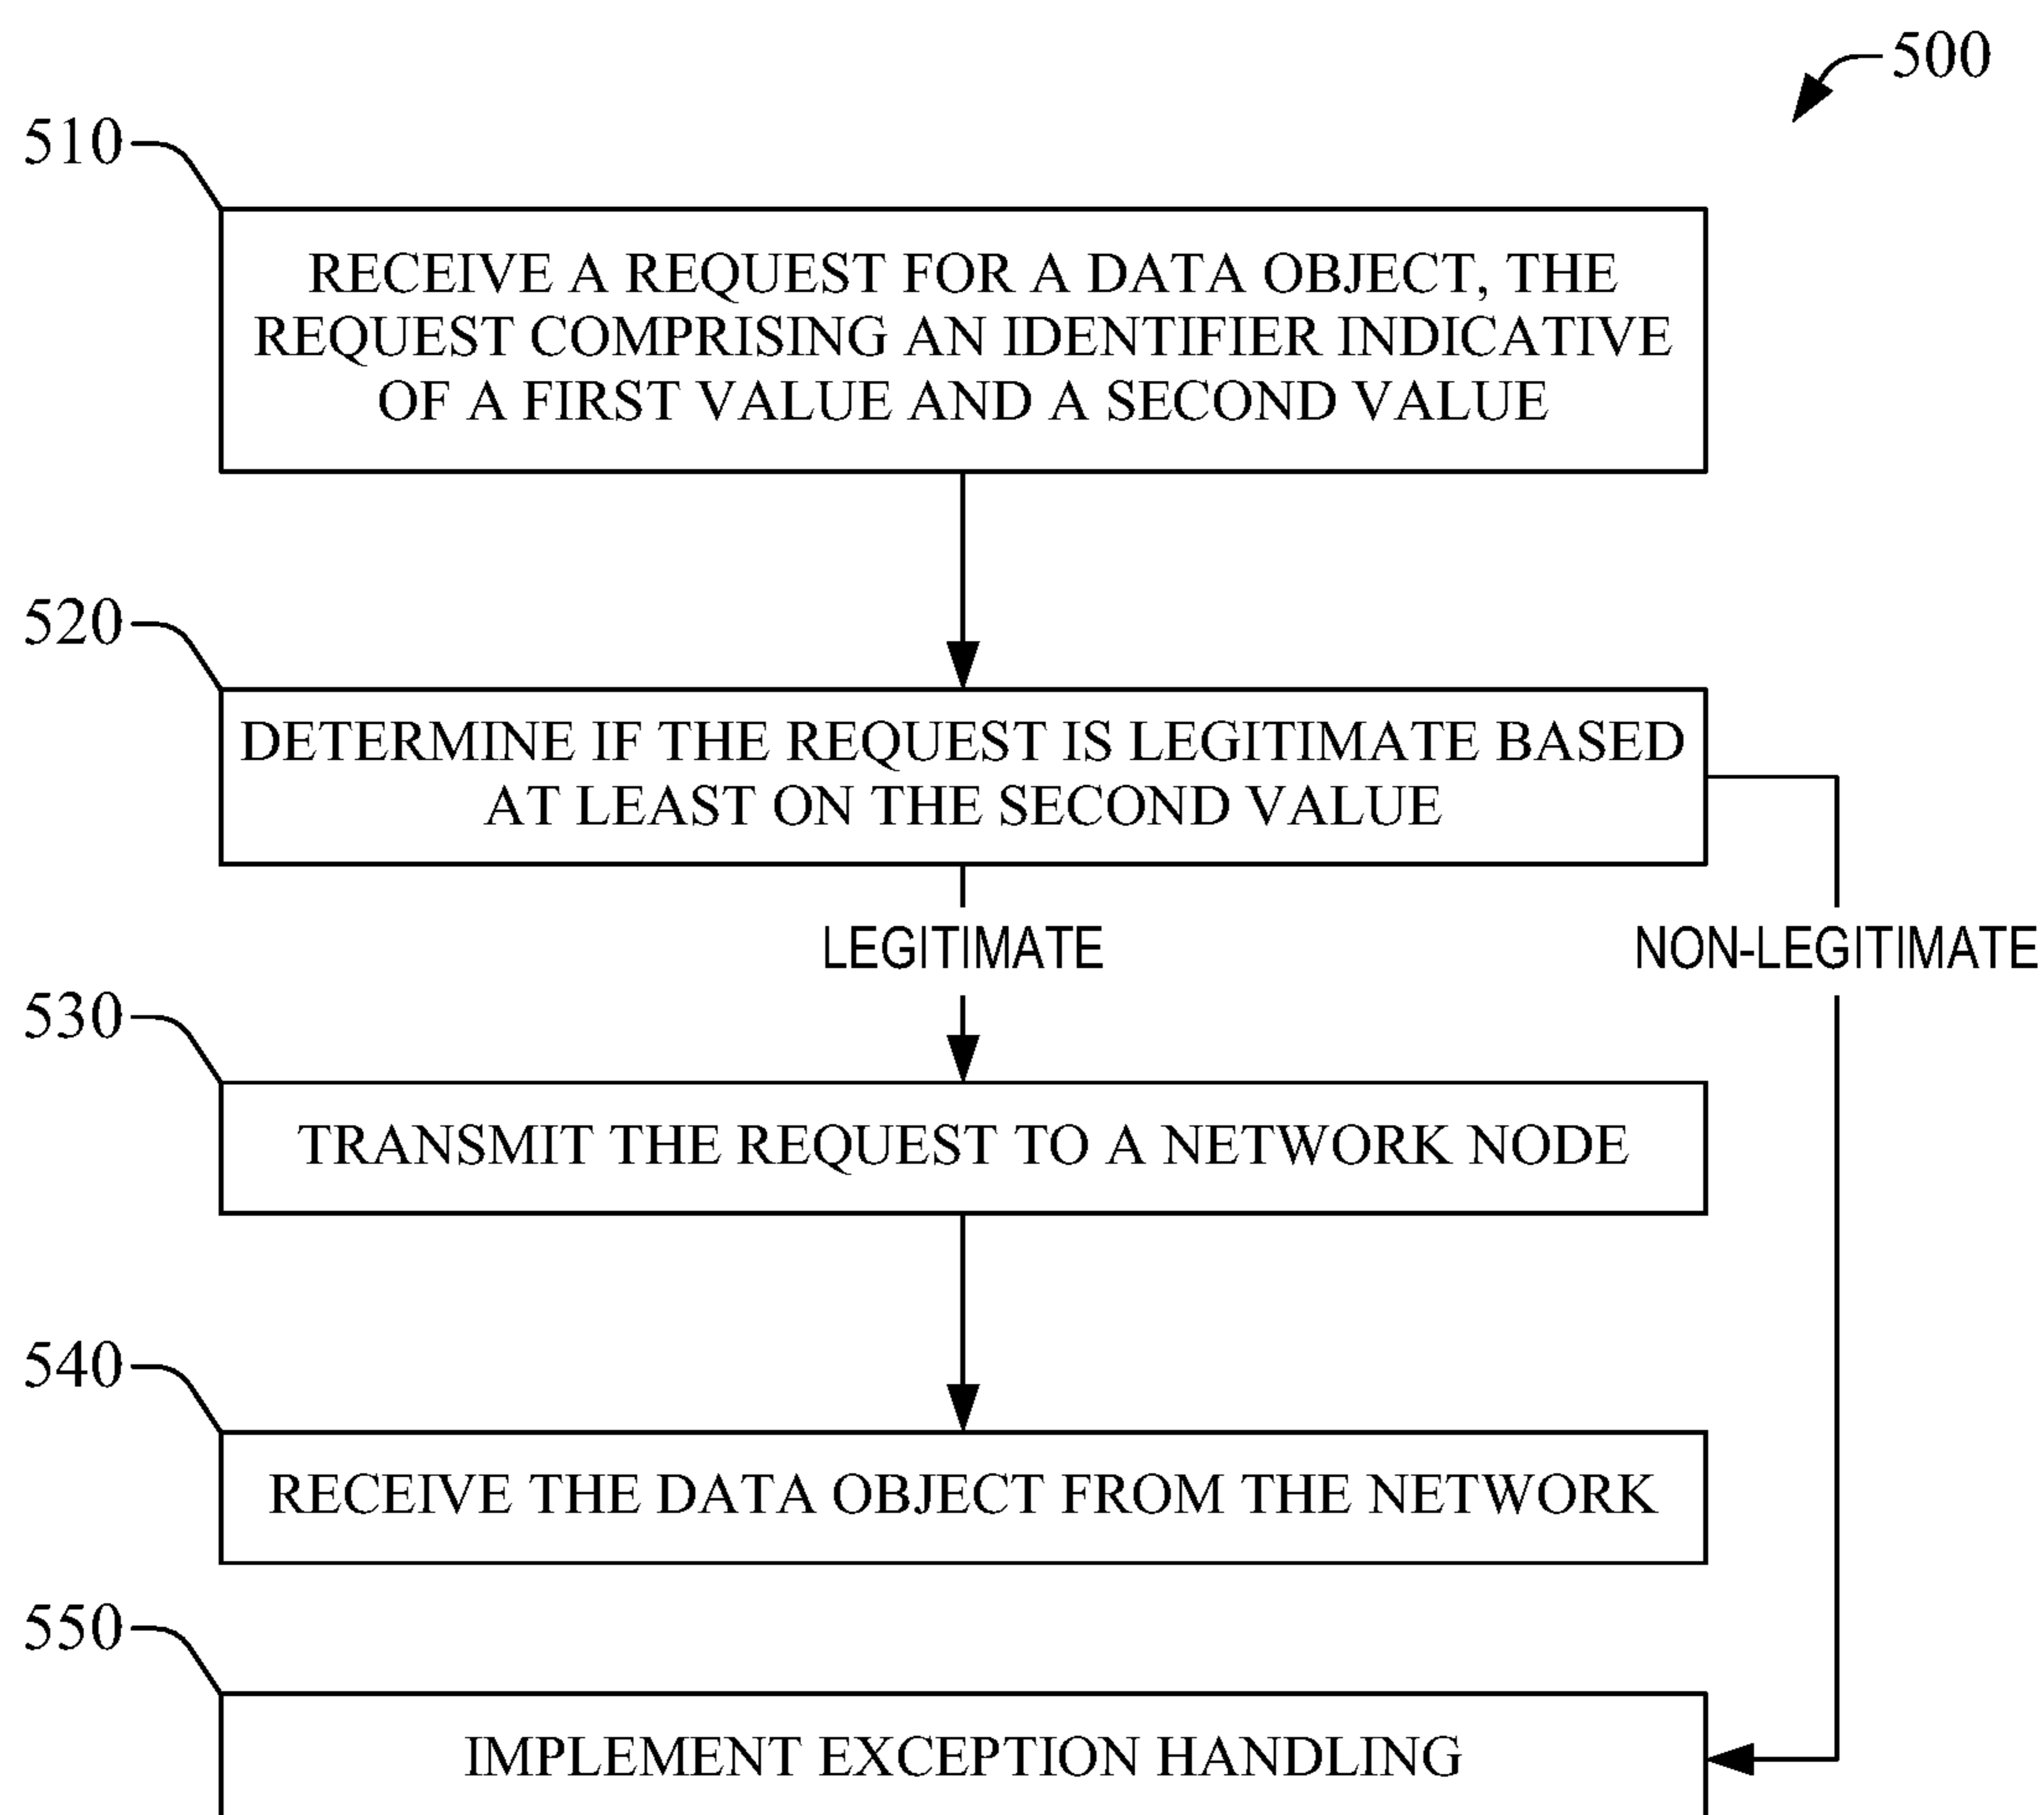 500
510
RECEIVE A REQUEST FOR A DATA OBJECT, THE
REQUEST COMPRISING AN IDENTIFIER INDICATIVE
OF A FIRST VALUE AND A SECOND VALUE
520
DETERMINE IF THE REQUEST IS LEGITIMATE BASED
AT LEAST ON THE SECOND VALUE
LEGITIMATE
NON-LEGITIMATE
530
TRANSMIT THE REQUEST TO A NETWORK NODE
540
RECEIVE THE DATA OBJECT FROM THE NETWORK
550
IMPLEMENT EXCEPTION HANDLING